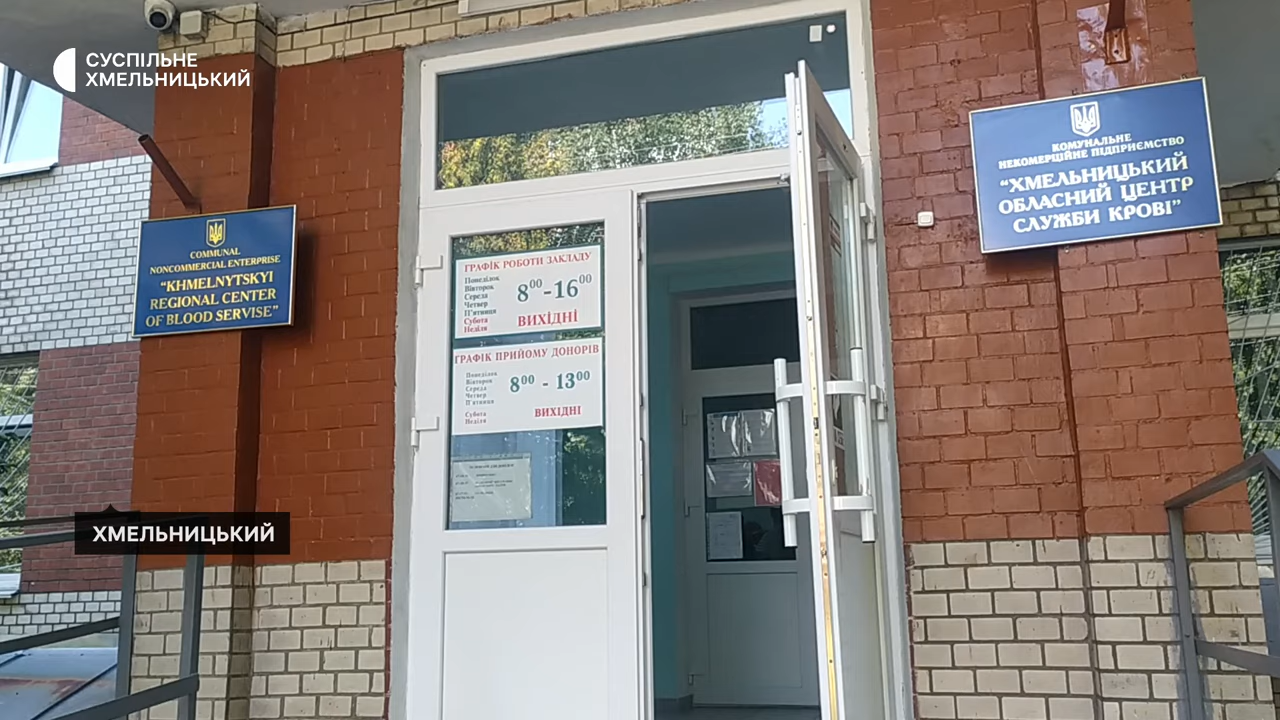 СУСПІЛЬНЕ
ХМЕЛЬНИЦЬКИЙ
КОМУНАЛЬНЕ
НЕКОМЕРЦІЙНЕ ПІДПРИЄМСТВО
“ХМЕЛЬНИЦЬКИЙ
ОБЛАСНИЙ ЦЕНТР
СЛУЖБИ КРОВІ”
COMMUNAL
NONCOMMERCIAL ENTERPRISE
“KHMELNYTSKYI
REGIONAL CENTER
OF BLOOD SERVISE”
ГРАФІК РОБОТИ ЗАКЛАДУ
Понеділок
Вівторок
Середа
Четвер
П'ятниця
8⁰⁰-16⁰⁰
Субота
Неділя
ВИХІДНІ
ГРАФІК ПРИЙОМУ ДОНОРІВ
Понеділок
Вівторок
Середа
Четвер
П'ятниця
8⁰⁰ - 13⁰⁰
Субота
Неділя
ВИХІДНІ
ХМЕЛЬНИЦЬКИЙ